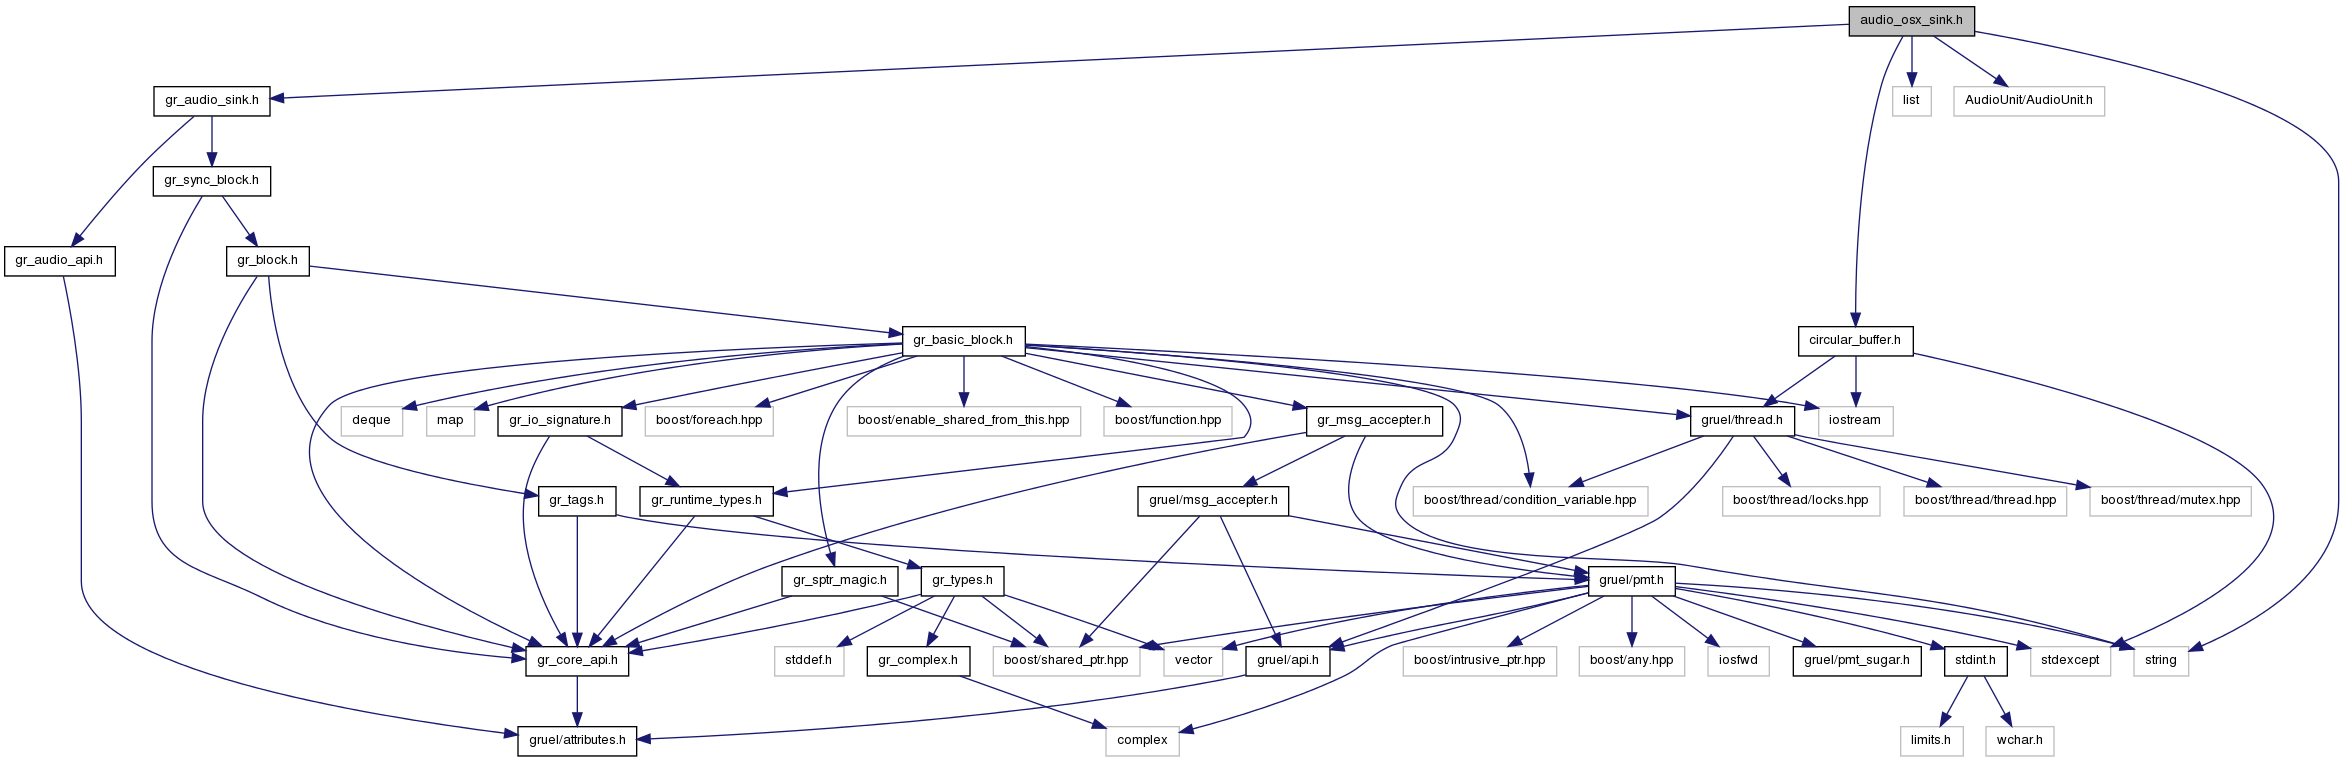 audio_osx_sink.h
gr_audio_sink.h
list
AudioUnit/AudioUnit.h
gr_sync_block.h
gr_audio_api.h
gr_block.h
gr_basic_block.h
circular_buffer.h
deque
map
gr_io_signature.h
boost/foreach.hpp
boost/enable_shared_from_this.hpp
boost/function.hpp
gr_msg_accepter.h
gruel/thread.h
iostream
gr_tags.h
gr_runtime_types.h
gruel/msg_accepter.h
boost/thread/condition_variable.hpp
boost/thread/locks.hpp
boost/thread/thread.hpp
boost/thread/mutex.hpp
gr_sptr_magic.h
gr_types.h
gruel/pmt.h
gr_core_api.h
stddef.h
gr_complex.h
boost/shared_ptr.hpp
vector
gruel/api.h
boost/intrusive_ptr.hpp
boost/any.hpp
iosfwd
gruel/pmt_sugar.h
stdint.h
stdexcept
string
gruel/attributes.h
complex
limits.h
wchar.h